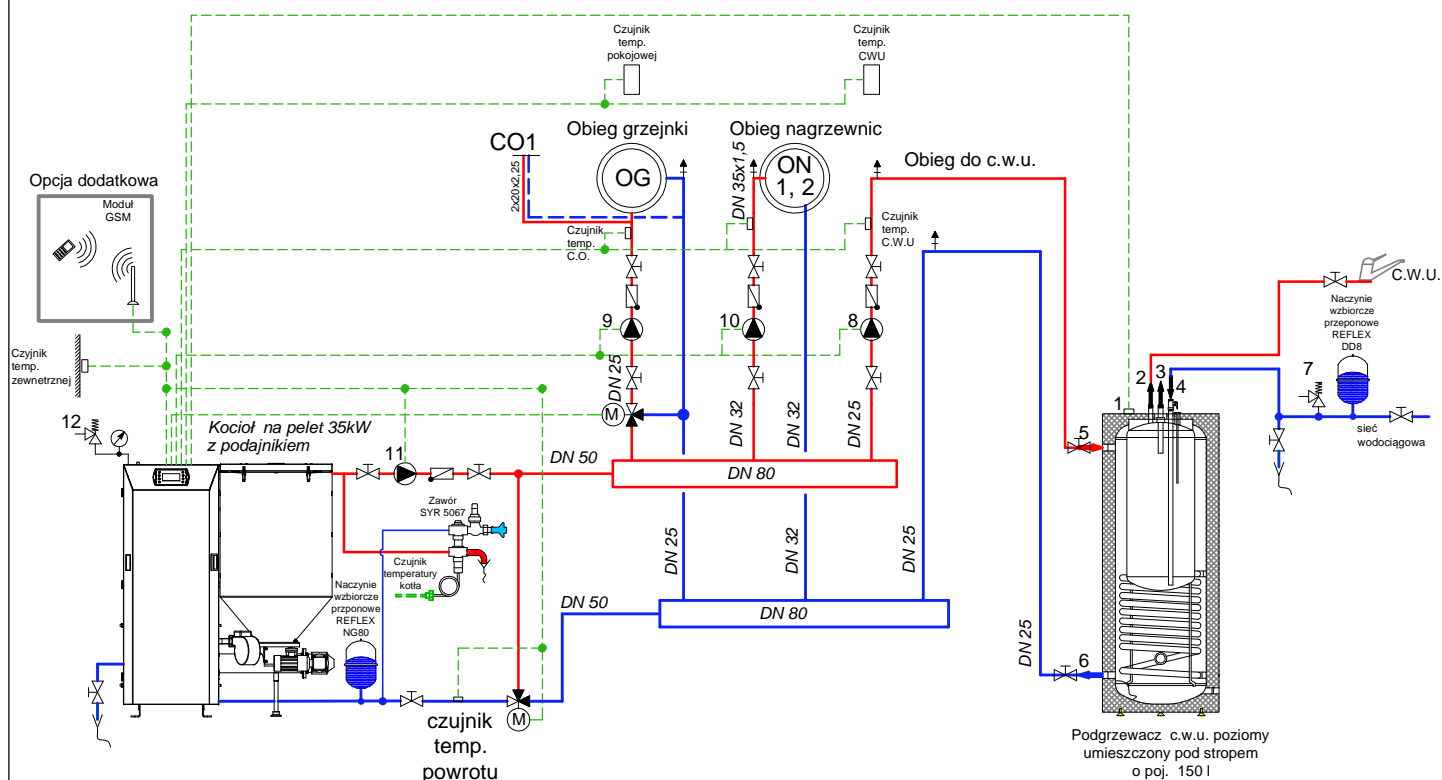 Czujnik
temp.
pokojowej
Czujnik
temp.
CWU
CO1
2x20x2,25
Obieg grzejnki
OG
Obieg nagrzewnic
ON
1, 2
DN 35x1,5
Obieg do c.w.u.
Opcja dodatkowa
Moduł
GSM
Czujnik
temp.
C.O.
Czujnik
temp.
C.W.U
C.W.U.
Naczynie
wzbiorcze
przeponowe
REFLEX
DD8
Czyjnik
temp.
zewnetrznej
9
10
8
DN 25
M
DN 32
DN 32
DN 25
1
2
3
4
7
sieć
wodociągowa
5
12
Kocioł na pelet 35kW
z podajnikiem
11
DN 50
DN 80
Zawór
SYR 5067
Czujnik
temperatury
kotła
Naczynie
wzbiorcze
przponowe
REFLEX
NG80
DN 25
DN 32
DN 25
DN 50
DN 80
DN 25
6
M
czujnik
temp.
powrotu
Podgrzewacz c.w.u. poziomy
umieszczony pod stropem
o poj. 150 l